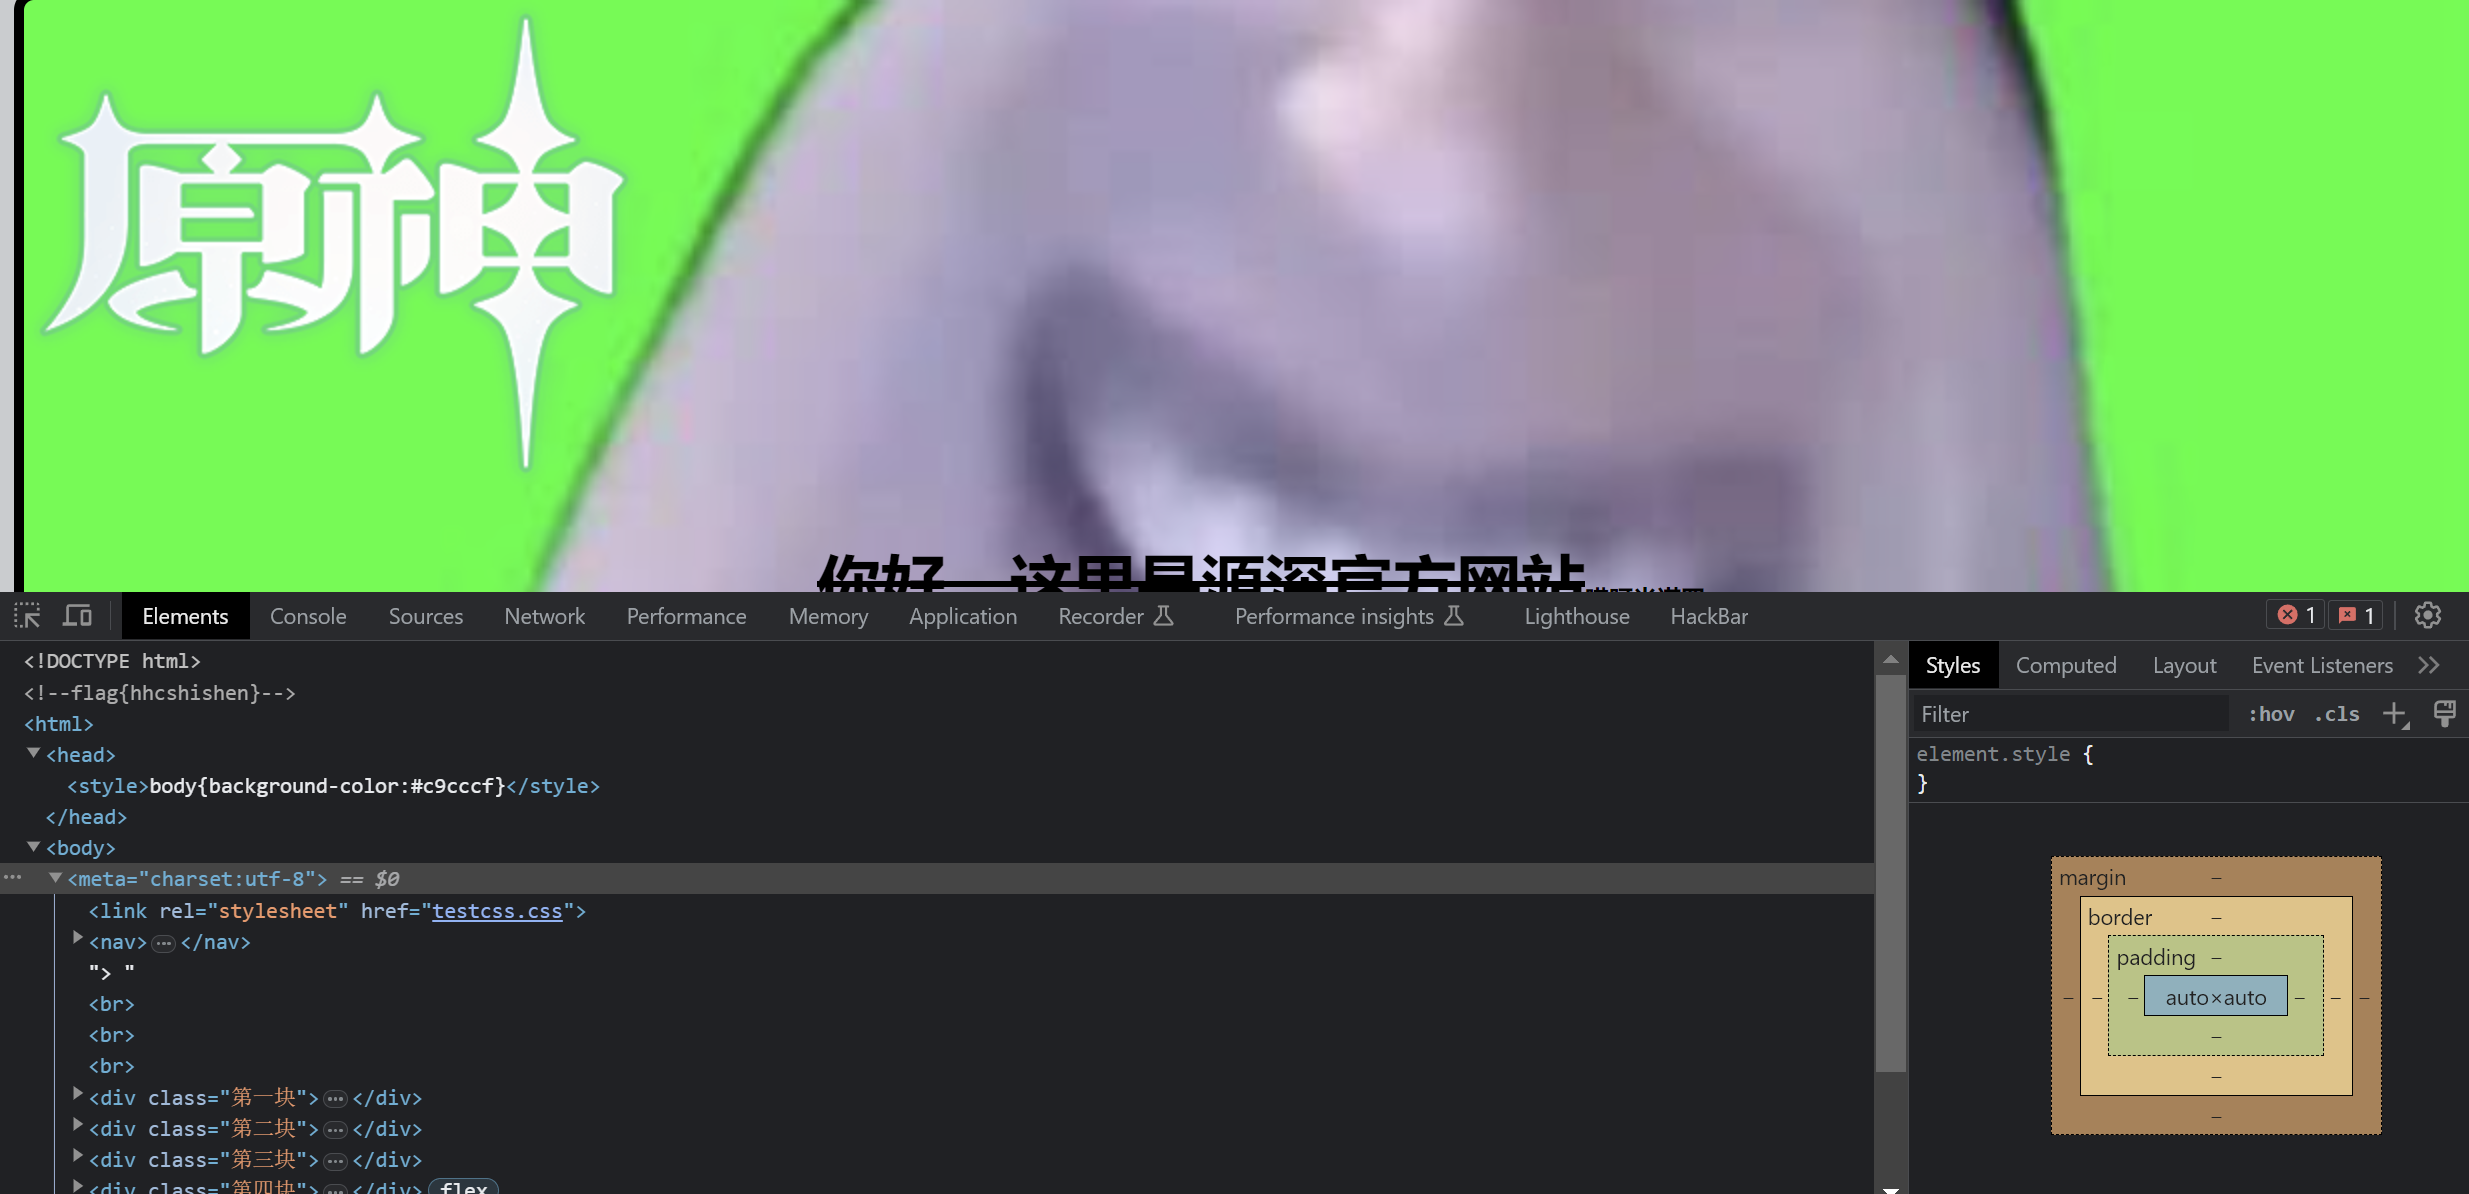 原神
你好，这里是源深官方网站
Elements Console Sources Network Performance Memory Application Recorder Performance insights Lighthouse HackBar 1 1
<!DOCTYPE html>
<!--flag{hhcshishen}-->
<html>
<head>
<style>body{background-color:#c9cccf}</style>
</head>
<body>
<meta="charset:utf-8"> == $0
<link rel="stylesheet" href="testcss.css">
<nav>…</nav>
"> "
<br>
<br>
<br>
<div class="第一块">…</div>
<div class="第二块">…</div>
<div class="第三块">…</div>
<div class="第四块">…</div> flex
Styles Computed Layout Event Listeners
Filter :hov .cls
element.style {
}
margin –
border –
padding –
– – – auto×auto – – –
–
–
–